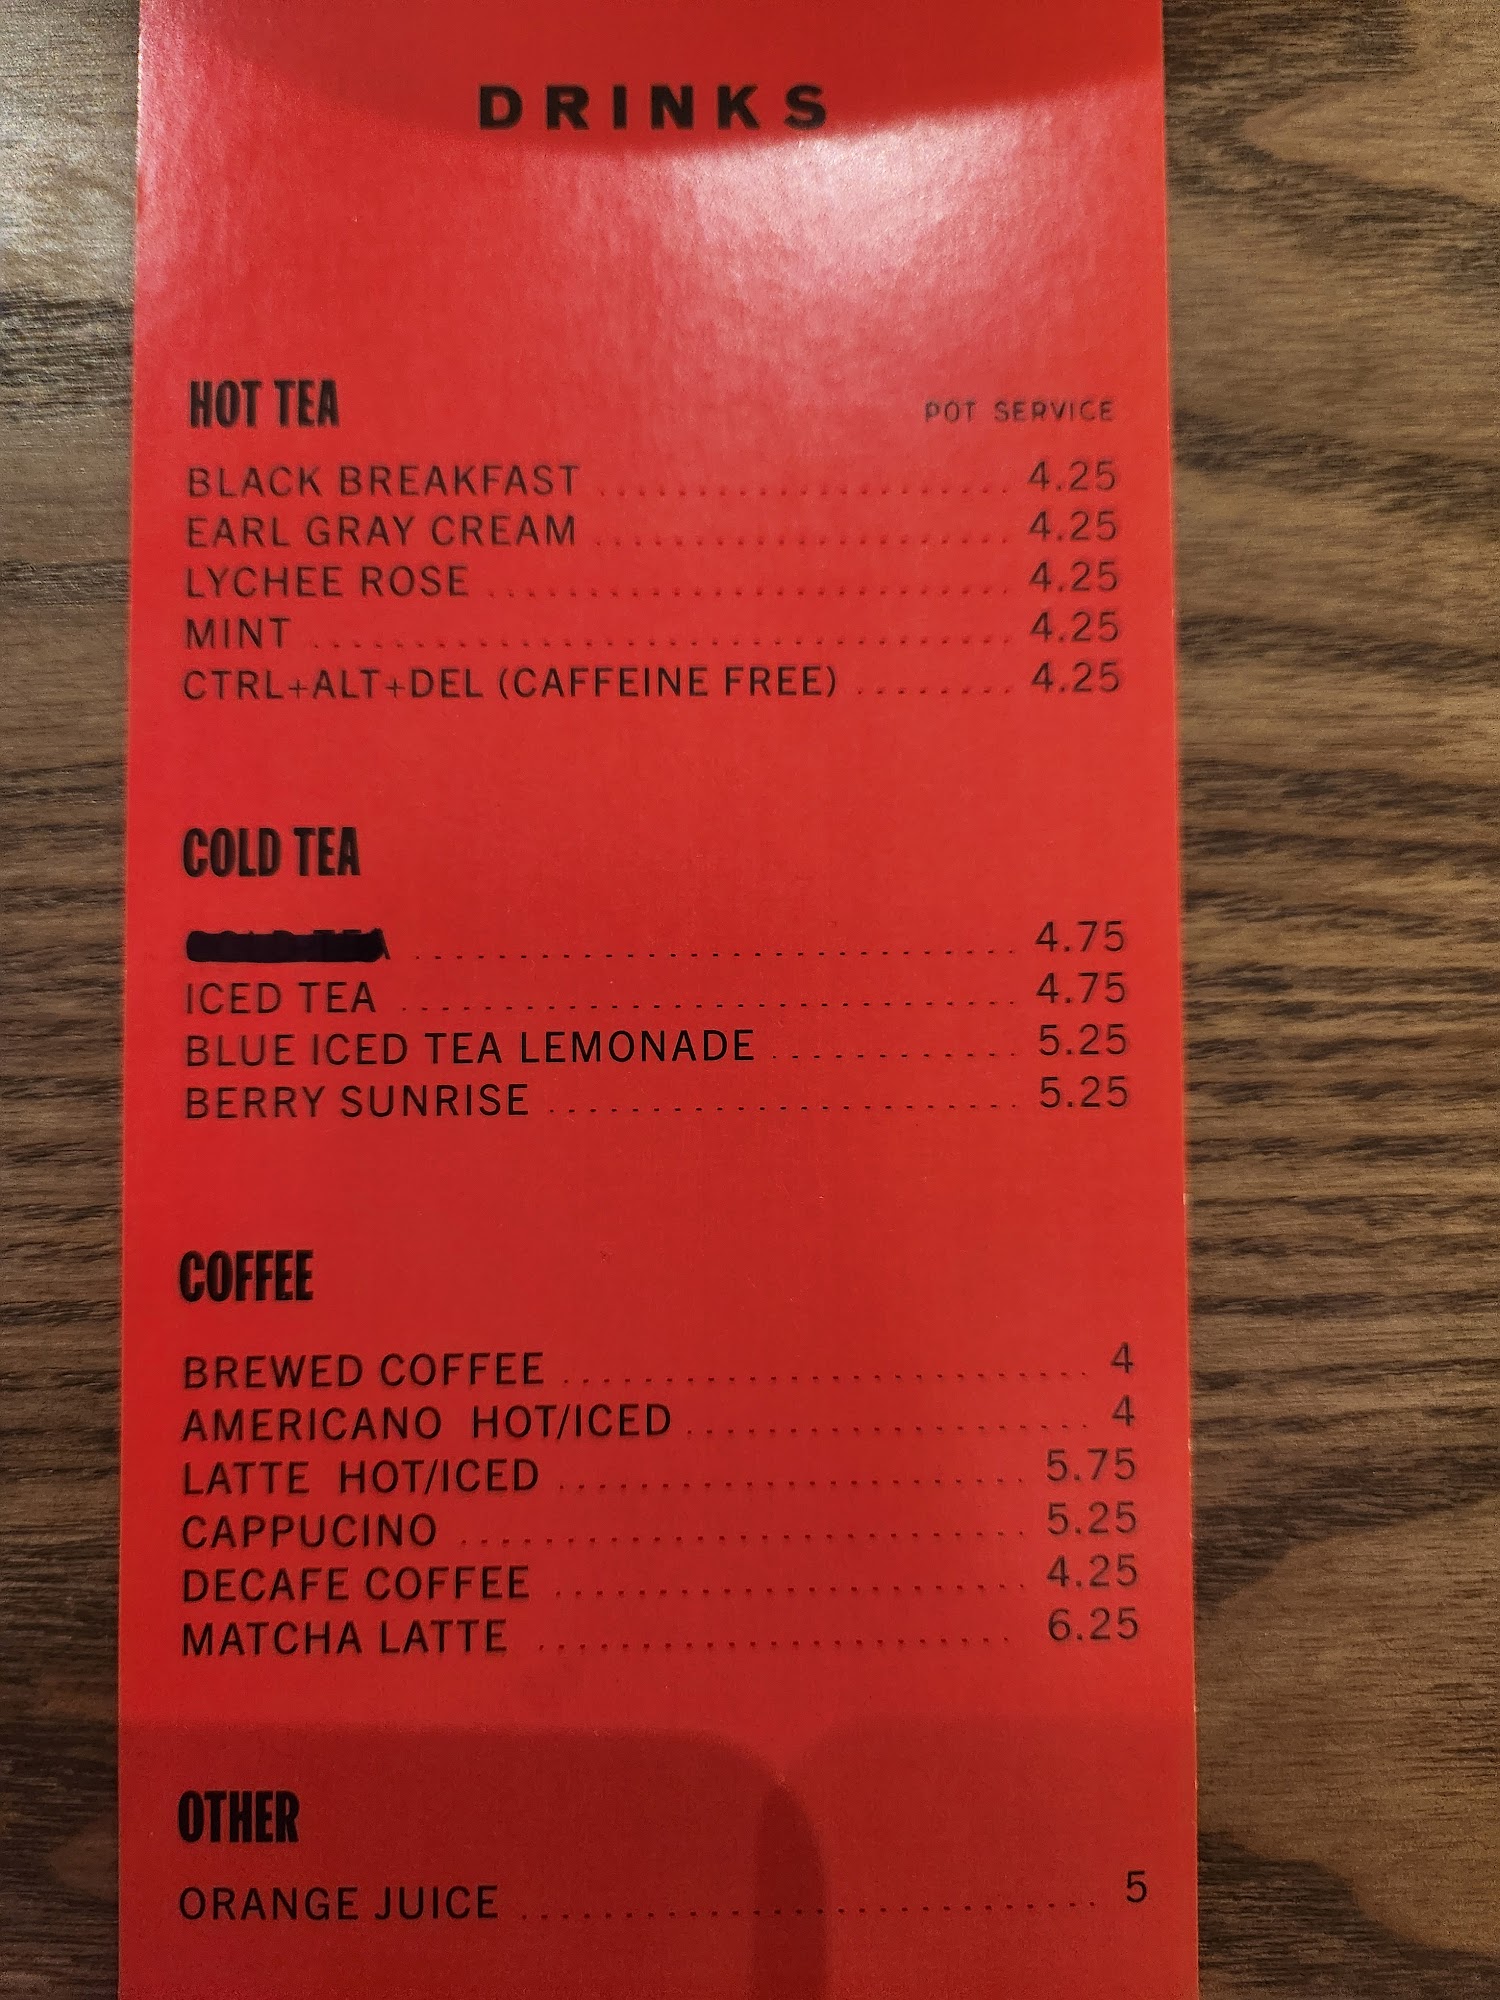 DRINKS
HOT TEA POT SERVICE
BLACK BREAKFAST .......................... 4.25
EARL GRAY CREAM .......................... 4.25
LYCHEE ROSE ................................ 4.25
MINT .......................................... 4.25
CTRL+ALT+DEL (CAFFEINE FREE) ........ 4.25
COLD TEA
.................................... 4.75
ICED TEA .................................... 4.75
BLUE ICED TEA LEMONADE .............. 5.25
BERRY SUNRISE ............................ 5.25
COFFEE
BREWED COFFEE .............................. 4
AMERICANO HOT/ICED ...................... 4
LATTE HOT/ICED ............................ 5.75
CAPPUCINO .................................. 5.25
DECAFE COFFEE ............................ 4.25
MATCHA LATTE .............................. 6.25
OTHER
ORANGE JUICE ................................ 5